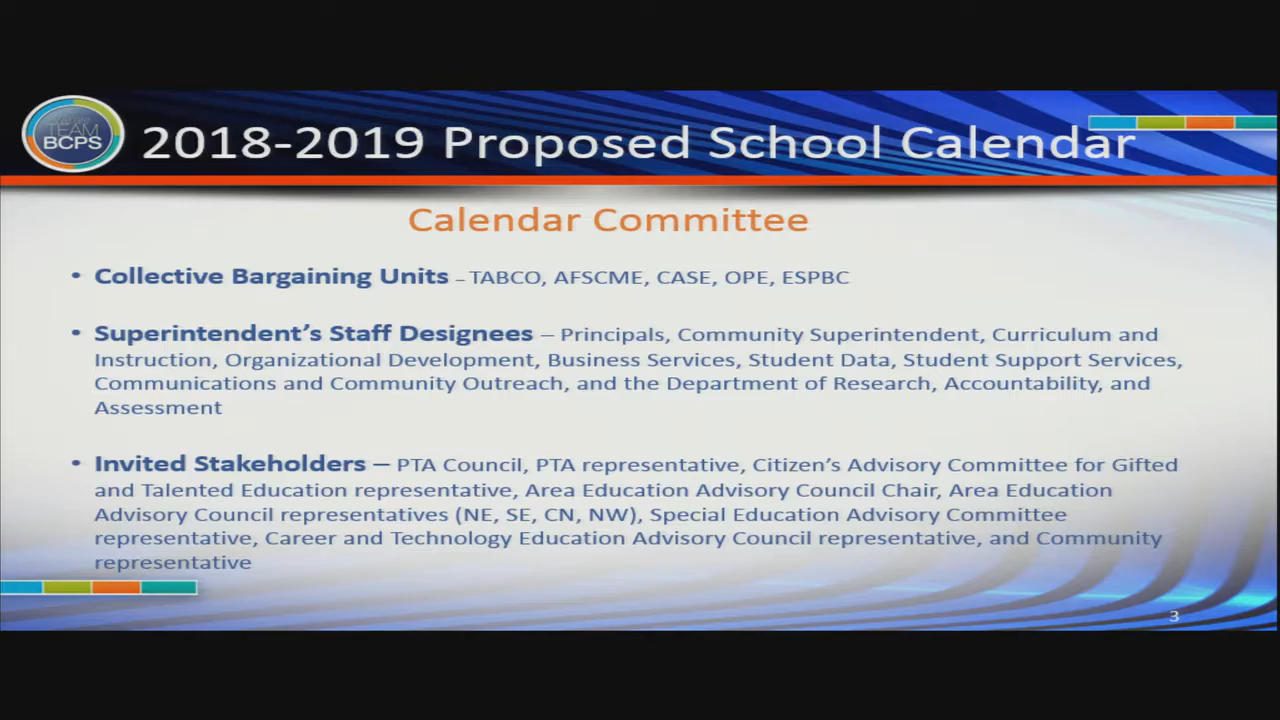 TEAM
BCPS
2018-2019 Proposed School Calendar
Calendar Committee
• Collective Bargaining Units – TABCO, AFSCME, CASE, OPE, ESPBC
• Superintendent's Staff Designees – Principals, Community Superintendent, Curriculum and
Instruction, Organizational Development, Business Services, Student Data, Student Support Services,
Communications and Community Outreach, and the Department of Research, Accountability, and
Assessment
• Invited Stakeholders – PTA Council, PTA representative, Citizen's Advisory Committee for Gifted
and Talented Education representative, Area Education Advisory Council Chair, Area Education
Advisory Council representatives (NE, SE, CN, NW), Special Education Advisory Committee
representative, Career and Technology Education Advisory Council representative, and Community
representative
3